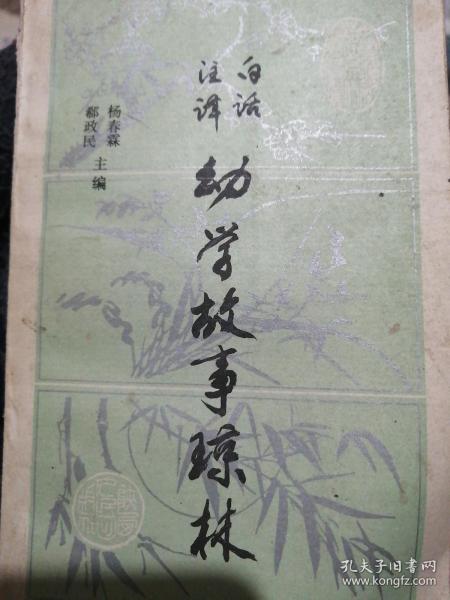 白话
注译
幼学故事琼林
杨春霖
郗政民
主编
孔夫子旧书网
www.kongfz.com